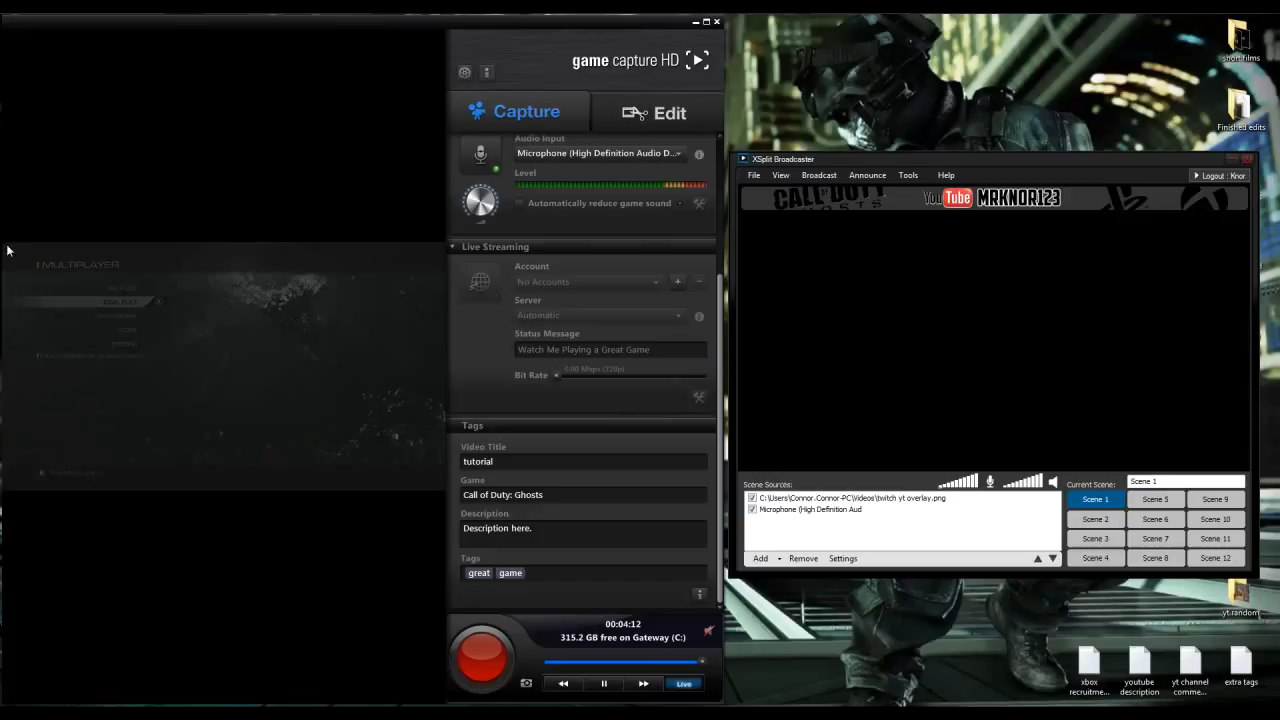 game capture HD
Capture
Edit
Audio Input
Microphone (High Definition Audio D...
Level
Automatically reduce game sound
Live Streaming
Account
No Accounts
Server
Automatic
Status Message
Watch Me Playing a Great Game
Bit Rate
0.60 Mbps (320p)
Tags
Video Title
tutorial
Game
Call of Duty: Ghosts
Description
Description here.
Tags
great game
00:04:12
315.2 GB free on Gateway (C:)
Live
MULTIPLAYER
short films
Finished edits
XSplit Broadcaster
File View Broadcast Announce Tools Help
Logout : Knor
CALL OF DUTY
GHOSTS
YouTube MRKNOR123
Scene Sources:
Current Scene:
Scene 1
C:\Users\Connor.Connor-PC\Videos\twitch yt overlay.png
Microphone (High Definition Aud
Scene 1 Scene 5 Scene 9
Scene 2 Scene 6 Scene 10
Scene 3 Scene 7 Scene 11
Scene 4 Scene 8 Scene 12
Add Remove Settings
yt random
xbox recruitme...
youtube description
yt channel comme...
extra tags